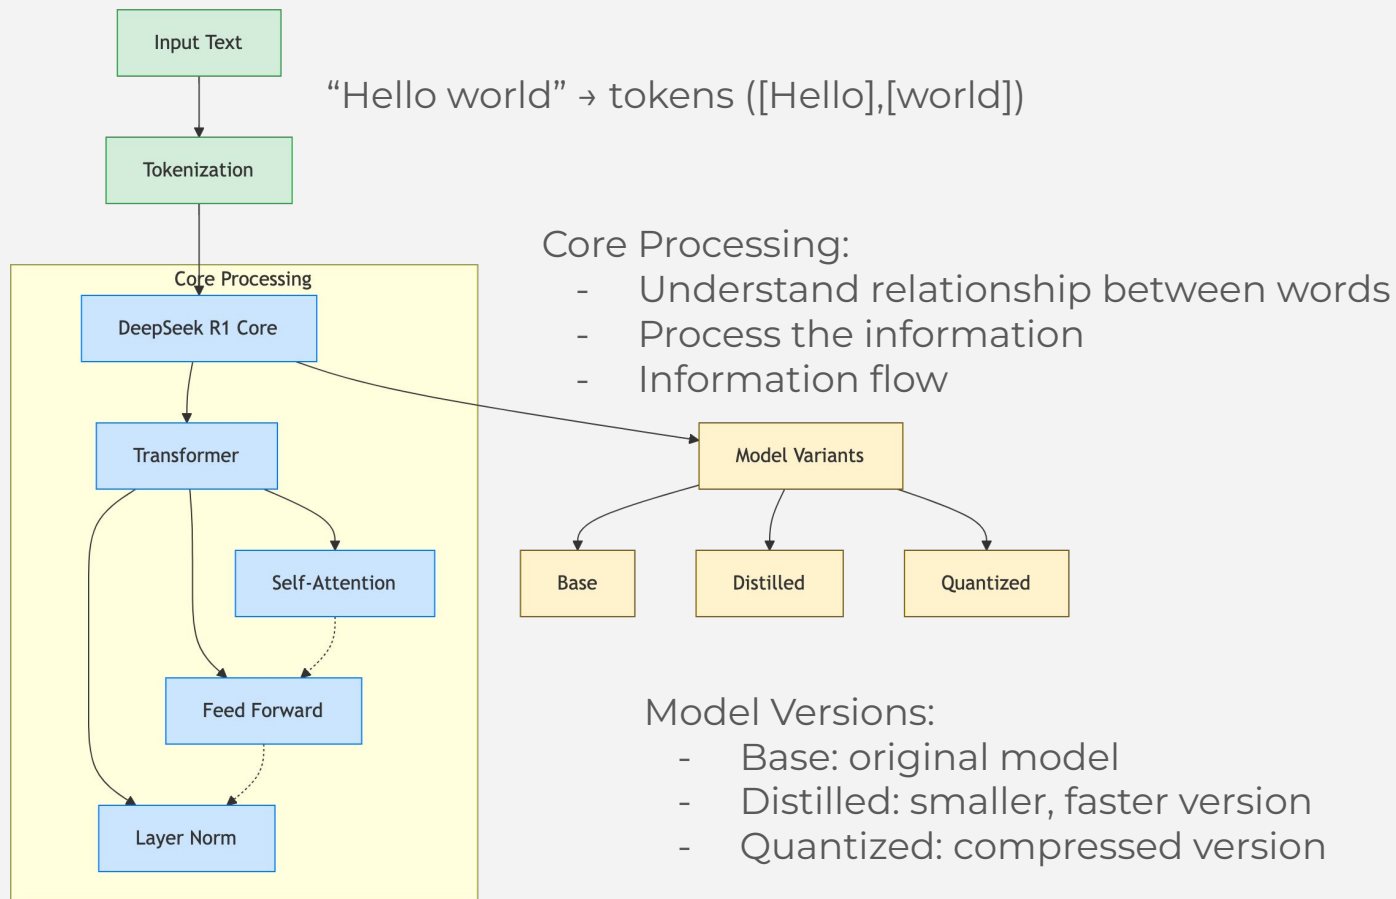 Input Text
“Hello world” → tokens ([Hello],[world])
Tokenization
Core Processing
DeepSeek R1 Core
Core Processing:
- Understand relationship between words
- Process the information
- Information flow
Transformer
Model Variants
Self-Attention
Base
Distilled
Quantized
Feed Forward
Layer Norm
Model Versions:
- Base: original model
- Distilled: smaller, faster version
- Quantized: compressed version